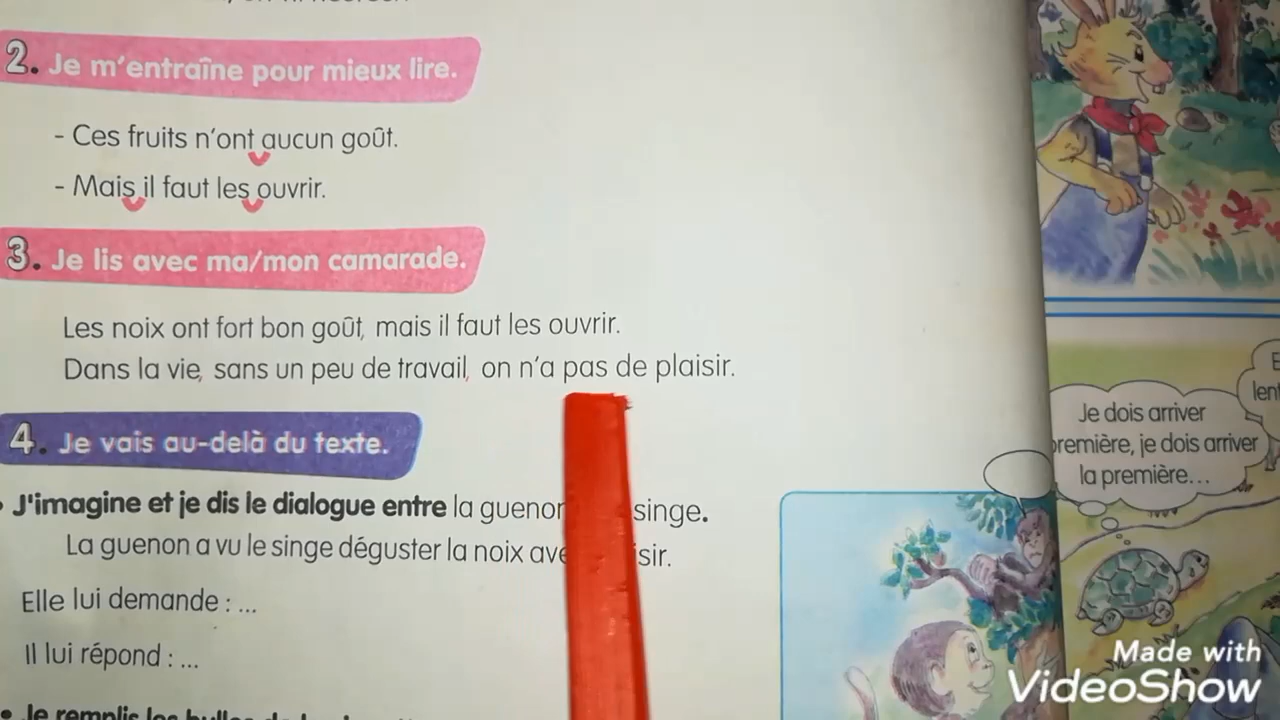 2. Je m'entraîne pour mieux lire.
- Ces fruits n'ont aucun goût.
- Mais il faut les ouvrir.
3. Je lis avec ma/mon camarade.
Les noix ont fort bon goût, mais il faut les ouvrir.
Dans la vie, sans un peu de travail, on n'a pas de plaisir.
4. Je vais au-delà du texte.
J'imagine et je dis le dialogue entre la singe.
La guenon a vu le singe déguster la noix
Elle lui demande : ...
Il lui répond : ...
Je dois arriver
première, je dois arriver
la première...
Made with
VideoShow